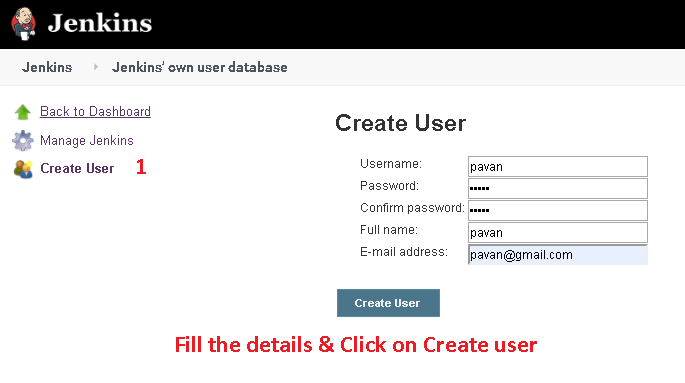 Jenkins
Jenkins Jenkins' own user database
Back to Dashboard
Manage Jenkins
Create User 1
Create User
Username: pavan
Password: •••••
Confirm password: •••••
Full name: pavan
E-mail address: pavan@gmail.com
Create User
Fill the details & Click on Create user